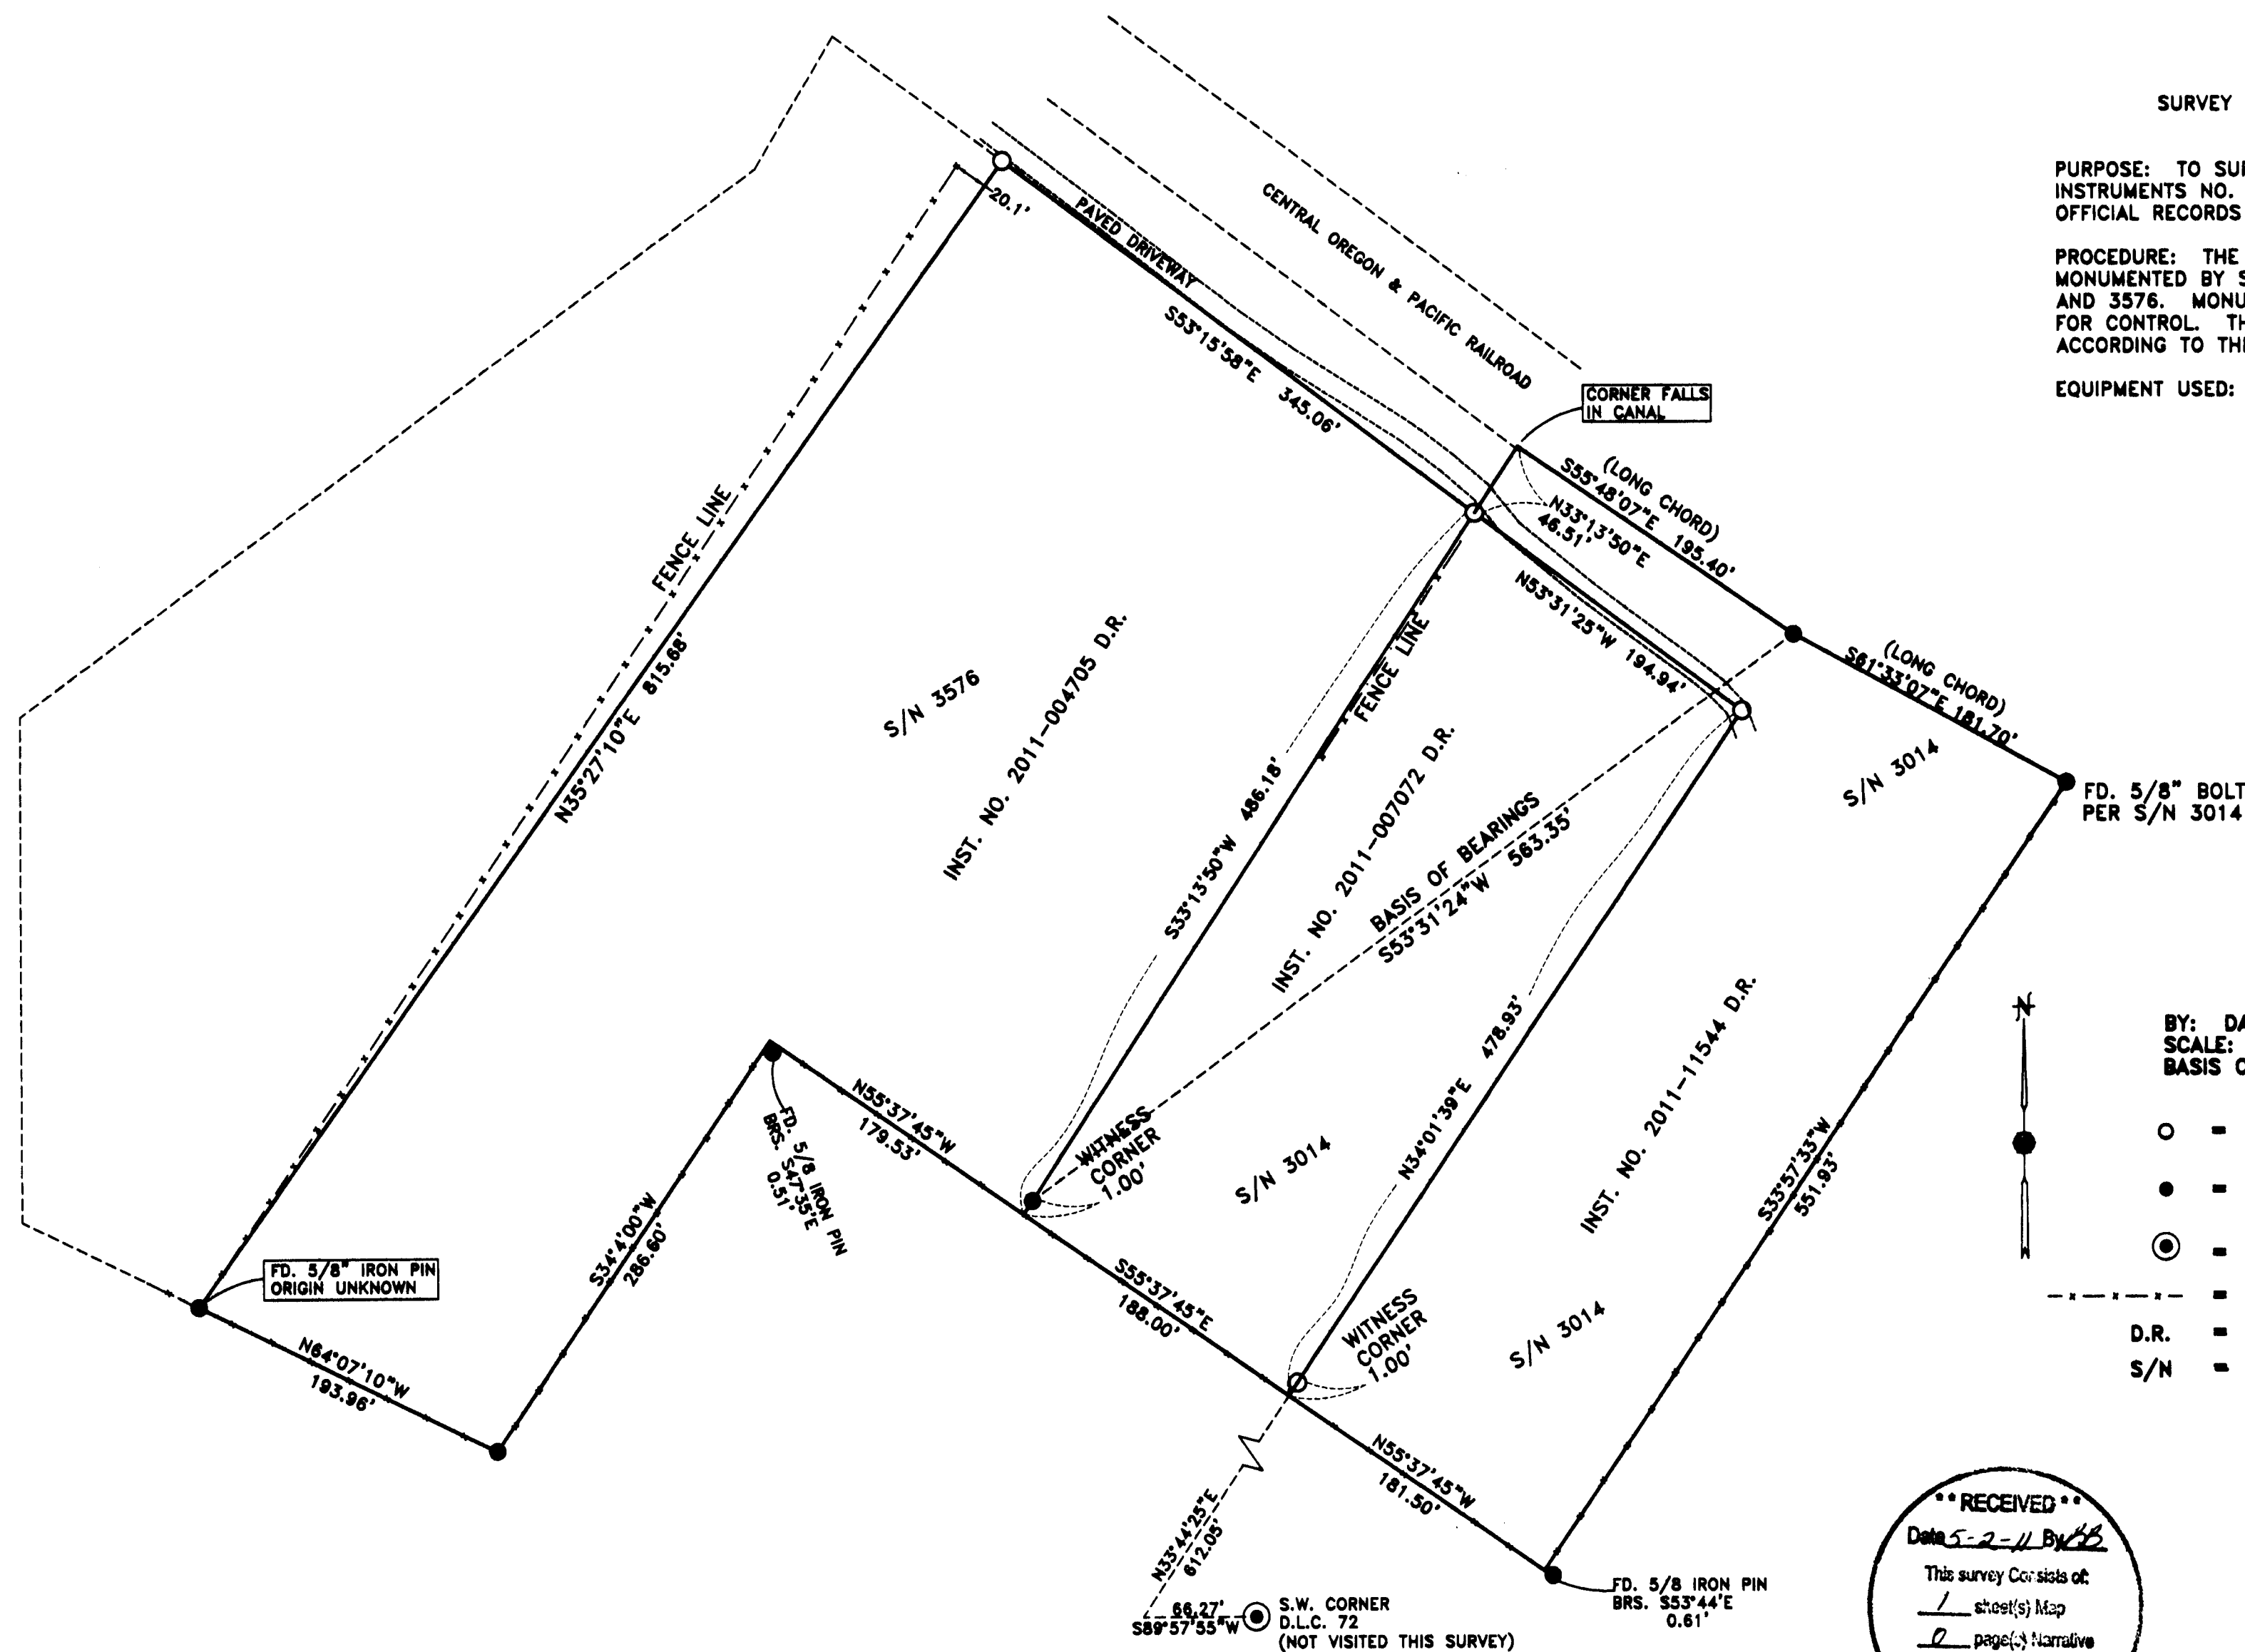 SURVEY
PURPOSE: TO
INSTRUMENTS NO.
OFFICIAL RECORDS
PROCEDURE: THE
MONUMENTED BY
AND 3576.
FOR CONTROL.
ACCORDING TO
EQUIPMENT USED:
CENTRAL OREGON & PACIFIC RAILROAD
PAVED DRIVEWAY
20.1'
S53°15'58"E 345.06'
CORNER FALLS
IN CANAL
(LONG CHORD)
S55°48'07"E 195.40'
N33°13'50"E
46.51'
N53°31'25"W 194.94'
(LONG CHORD)
S61°33'07"E 181.70'
FENCE LINE
N35°27'10"E 815.68'
S/N 3576
INST. NO. 2011-004705 D.R.
FENCE LINE
S33°13'50"W 486.18'
INST. NO. 2011-007072 D.R.
BASIS OF BEARINGS
S53°31'24"W 563.35'
S/N 3014
FD. 5/8" BOLT
PER S/N 3014
N34°01'39"E 478.93'
INST. NO. 2011-11544 D.R.
S33°57'33"W
551.93'
N
BY:
SCALE:
BASIS
=
=
=
=
D.R. =
S/N =
N55°37'45"W
179.53'
FD. 5/8 IRON PIN
BRS. S47°35'E
0.51'
WITNESS
CORNER
1.00'
S/N 3014
S34°4'00"W
286.60'
FD. 5/8" IRON PIN
ORIGIN UNKNOWN
N64°07'10"W
193.96'
S55°37'45"E
188.00'
WITNESS
CORNER
1.00'
S/N 3014
N55°37'45"W
181.50'
N33°44'25"E
612.05'
66.27'
S89°57'55"W
S.W. CORNER
D.L.C. 72
(NOT VISITED THIS SURVEY)
FD. 5/8 IRON PIN
BRS. S53°44'E
0.61'
**RECEIVED**
Date 5-2-11 By BB
This survey Consists of:
1 sheet(s) Map
0 page(s) Narrative